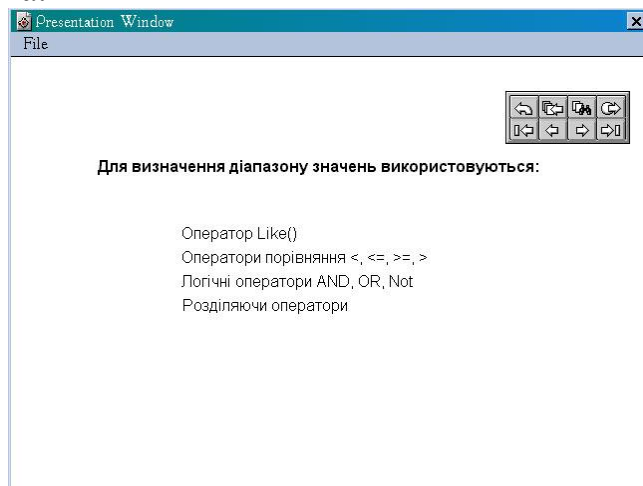 Presentation Window
File
Для визначення діапазону значень використовуються:
Оператор Like()
Оператори порівняння <, <=, >=, >
Логічні оператори AND, OR, Not
Розділяючи оператори